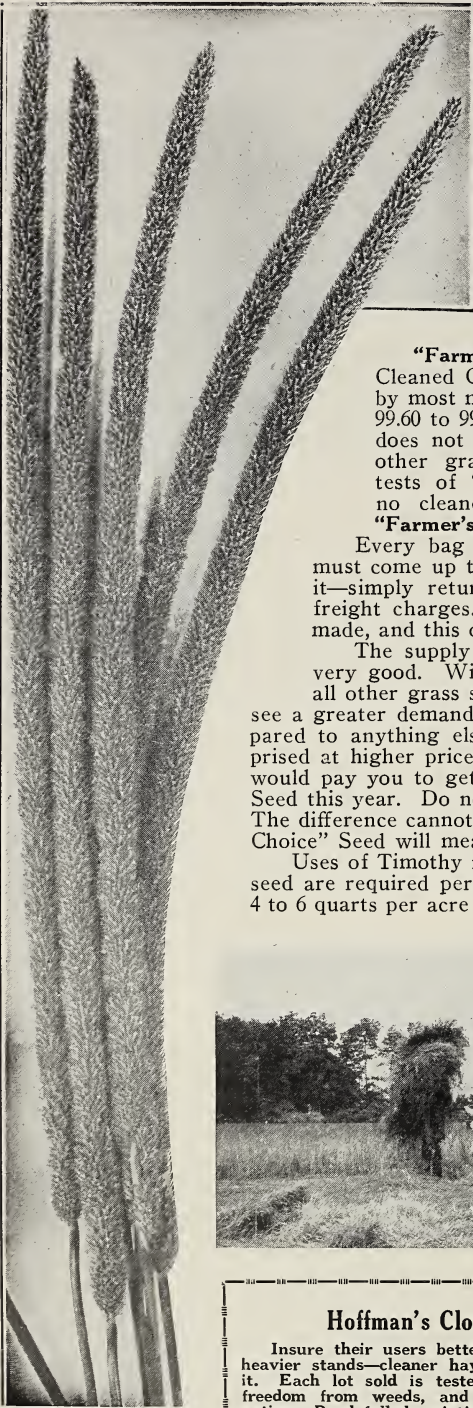 "Farm
Cleaned C
by most n
99.60 to 99
does not
other gra
tests of
no clean
"Farmer's
Every bag
must come up t
it—simply retur
freight charges.
made, and this c
The supply
very good. Wi
all other grass s
see a greater demand
pared to anything els
prised at higher price
would pay you to get
Seed this year. Do n
The difference cannot
Choice" Seed will mea
Uses of Timothy
seed are required per
4 to 6 quarts per acre
Hoffman's Clo
Insure their users bette
heavier stands—cleaner hay
it. Each lot sold is teste
freedom from weeds, and